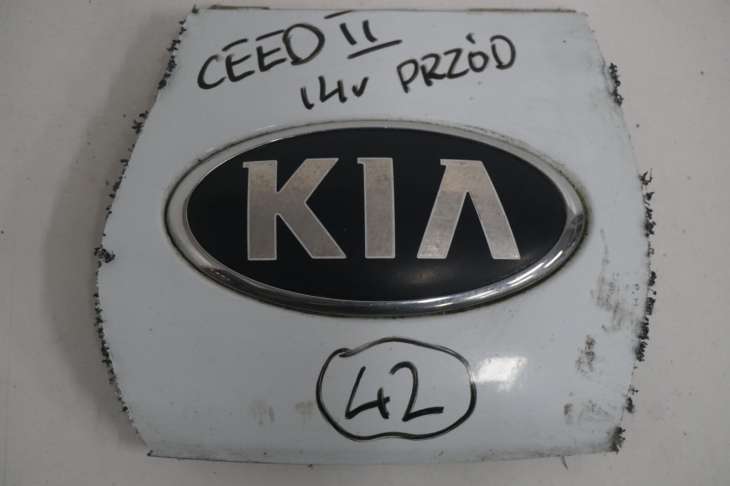 CEED II
14r PRZÓD
KIA
42